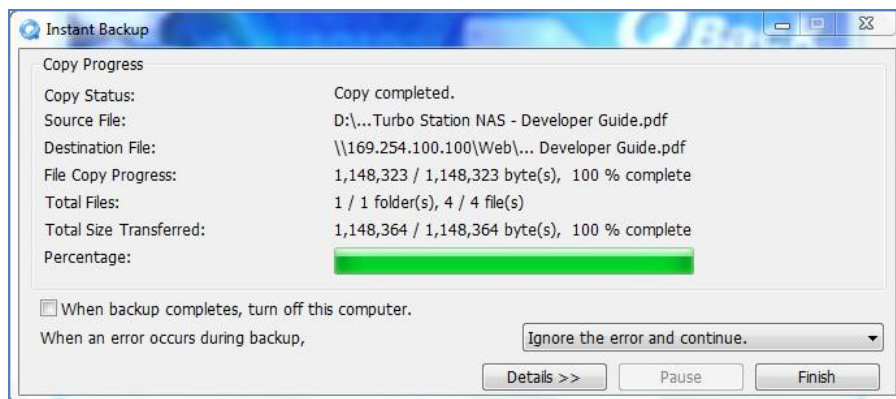 Instant Backup
Copy Progress
Copy Status: Copy completed.
Source File: D:\...Turbo Station NAS - Developer Guide.pdf
Destination File: \\169.254.100.100\Web\... Developer Guide.pdf
File Copy Progress: 1,148,323 / 1,148,323 byte(s), 100 % complete
Total Files: 1 / 1 folder(s), 4 / 4 file(s)
Total Size Transferred: 1,148,364 / 1,148,364 byte(s), 100 % complete
Percentage:
When backup completes, turn off this computer.
When an error occurs during backup, Ignore the error and continue.
Details >> Pause Finish